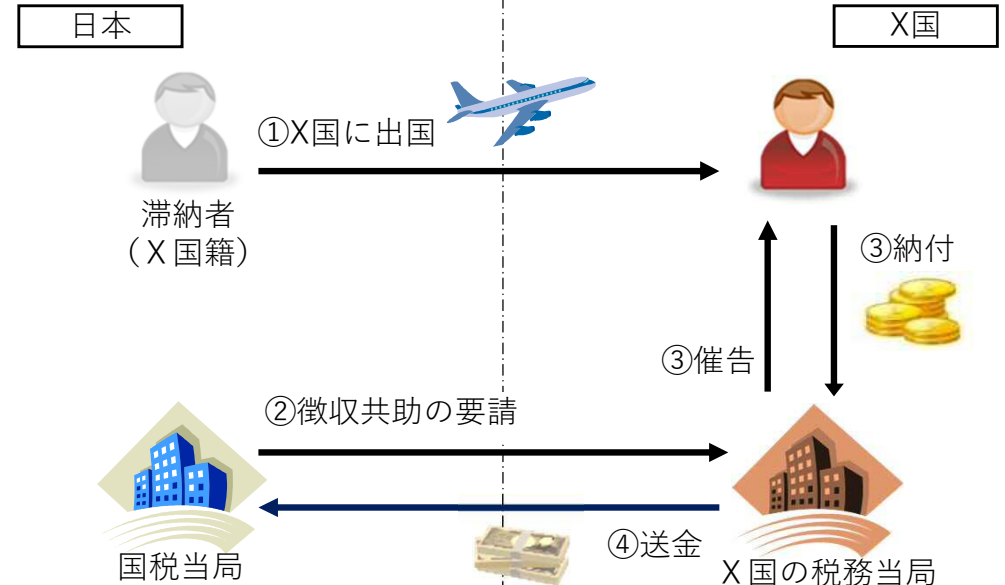 日本
X国
①X国に出国
滞納者
（X国籍）
③納付
③催告
②徴収共助の要請
④送金
国税当局
X国の税務当局